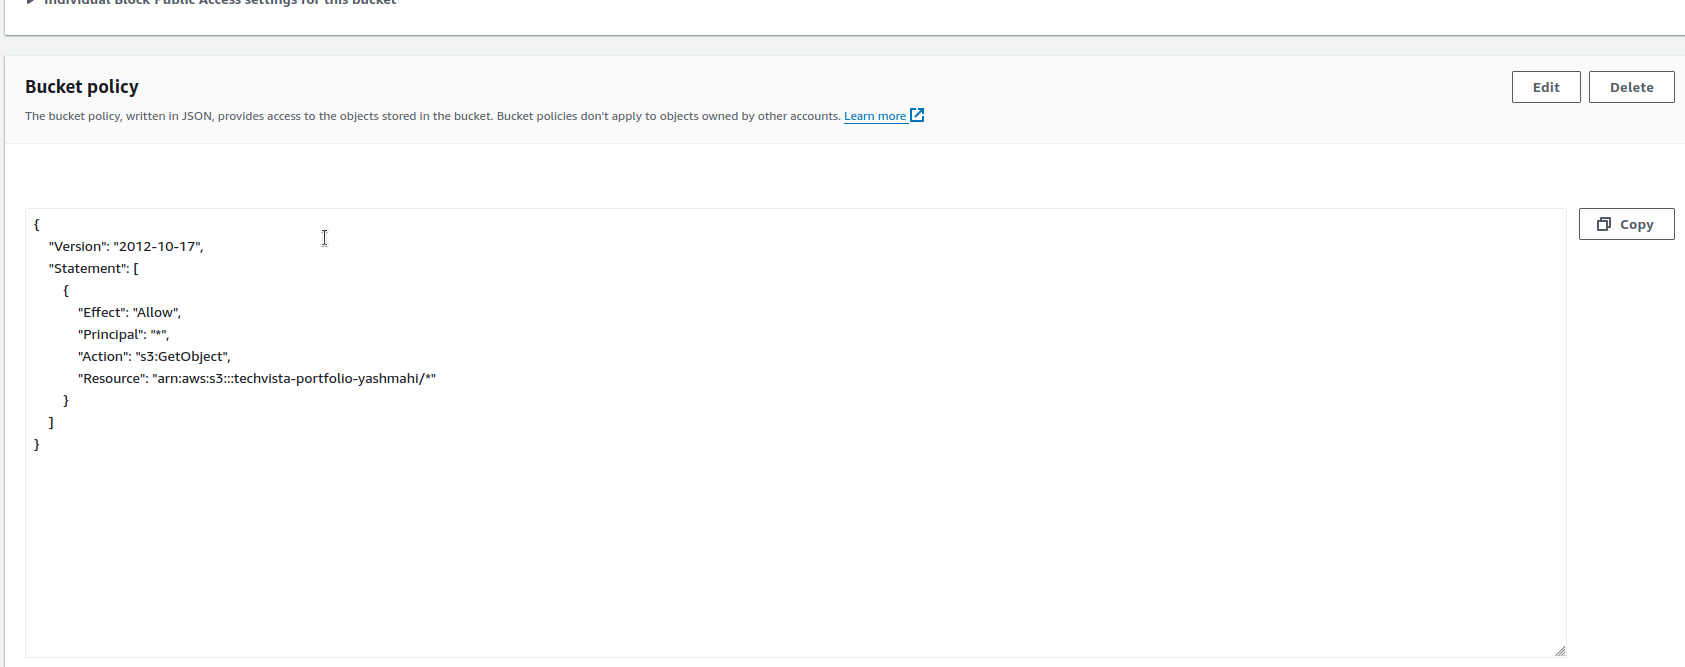 Individual Block Public Access settings for this bucket
Bucket policy
Edit
Delete
The bucket policy, written in JSON, provides access to the objects stored in the bucket. Bucket policies don't apply to objects owned by other accounts. Learn more
Copy
{
"Version": "2012-10-17",
"Statement": [
{
"Effect": "Allow",
"Principal": "*",
"Action": "s3:GetObject",
"Resource": "arn:aws:s3:::techvista-portfolio-yashmahi/*"
}
]
}